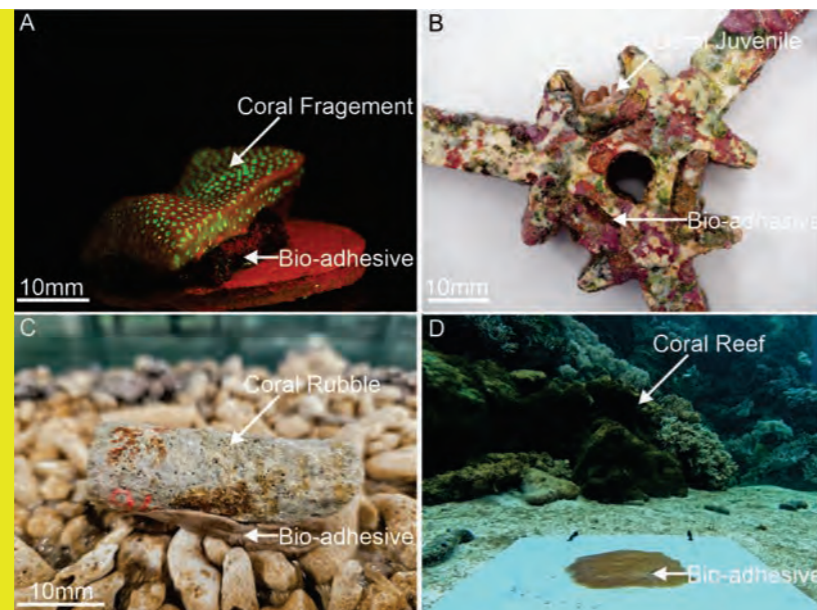 A
Coral Fragement
Bio-adhesive
10mm
B
Juvenile
Bio-adhesive
10mm
C
Coral Rubble
Bio-adhesive
10mm
D
Coral Reef
Bio-adhesive